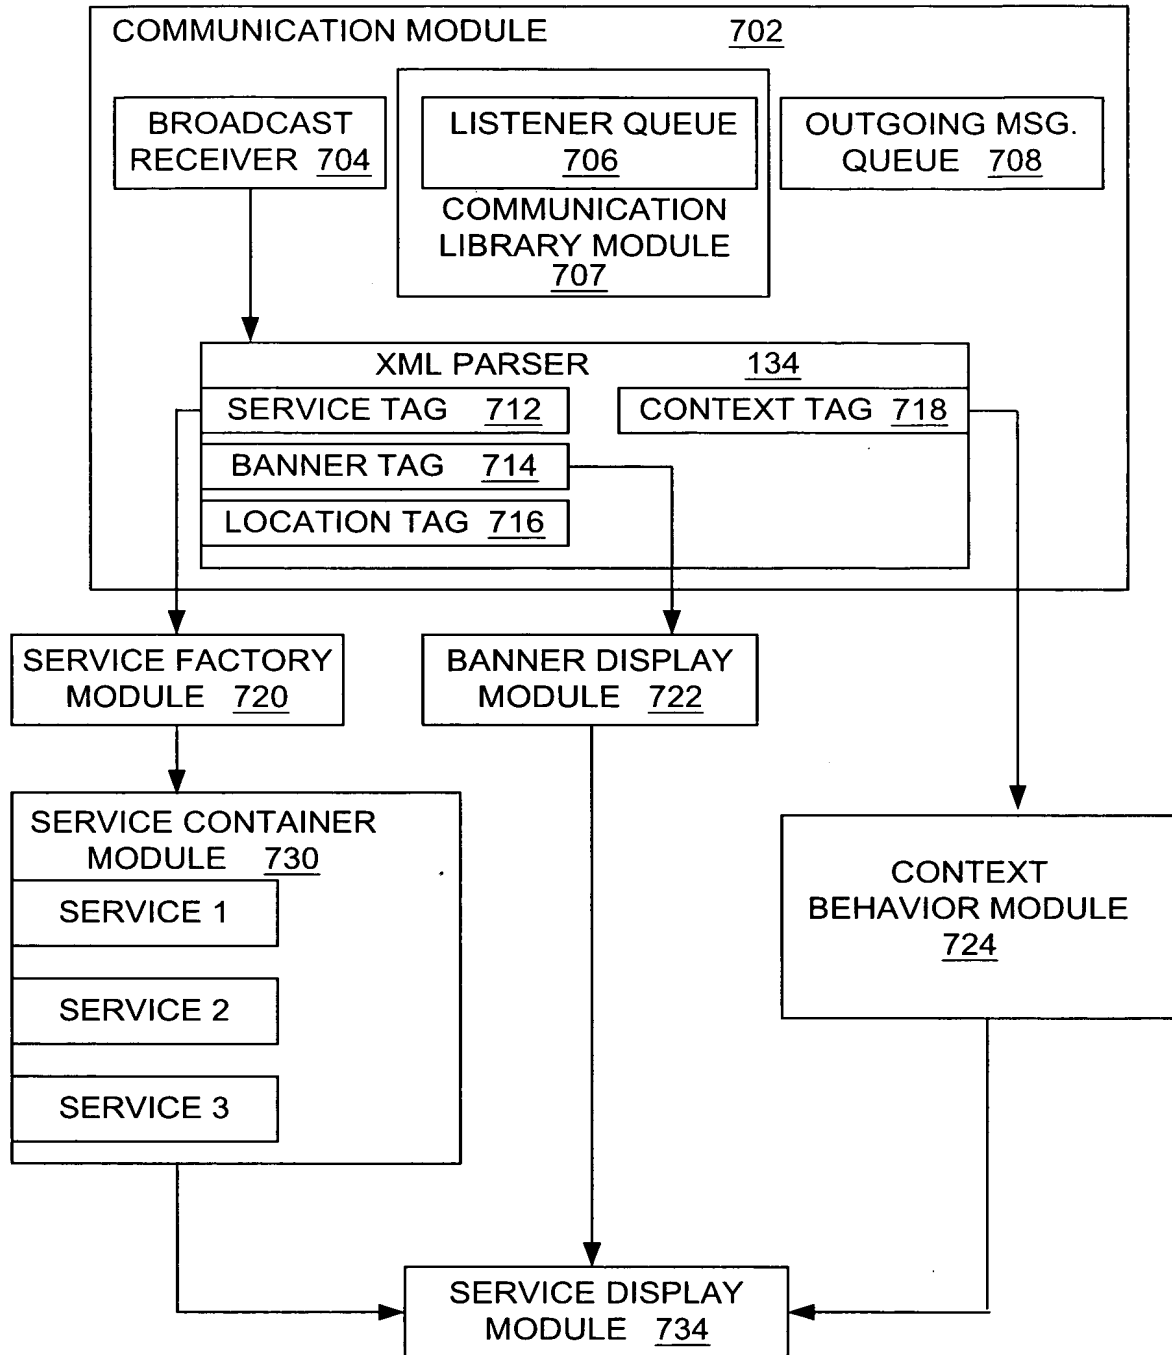 COMMUNICATION MODULE 702
BROADCAST
RECEIVER 704
LISTENER QUEUE
706
COMMUNICATION
LIBRARY MODULE
707
OUTGOING MSG.
QUEUE 708
XML PARSER 134
SERVICE TAG 712
CONTEXT TAG 718
BANNER TAG 714
LOCATION TAG 716
SERVICE FACTORY
MODULE 720
BANNER DISPLAY
MODULE 722
SERVICE CONTAINER
MODULE 730
SERVICE 1
SERVICE 2
SERVICE 3
CONTEXT
BEHAVIOR MODULE
724
SERVICE DISPLAY
MODULE 734